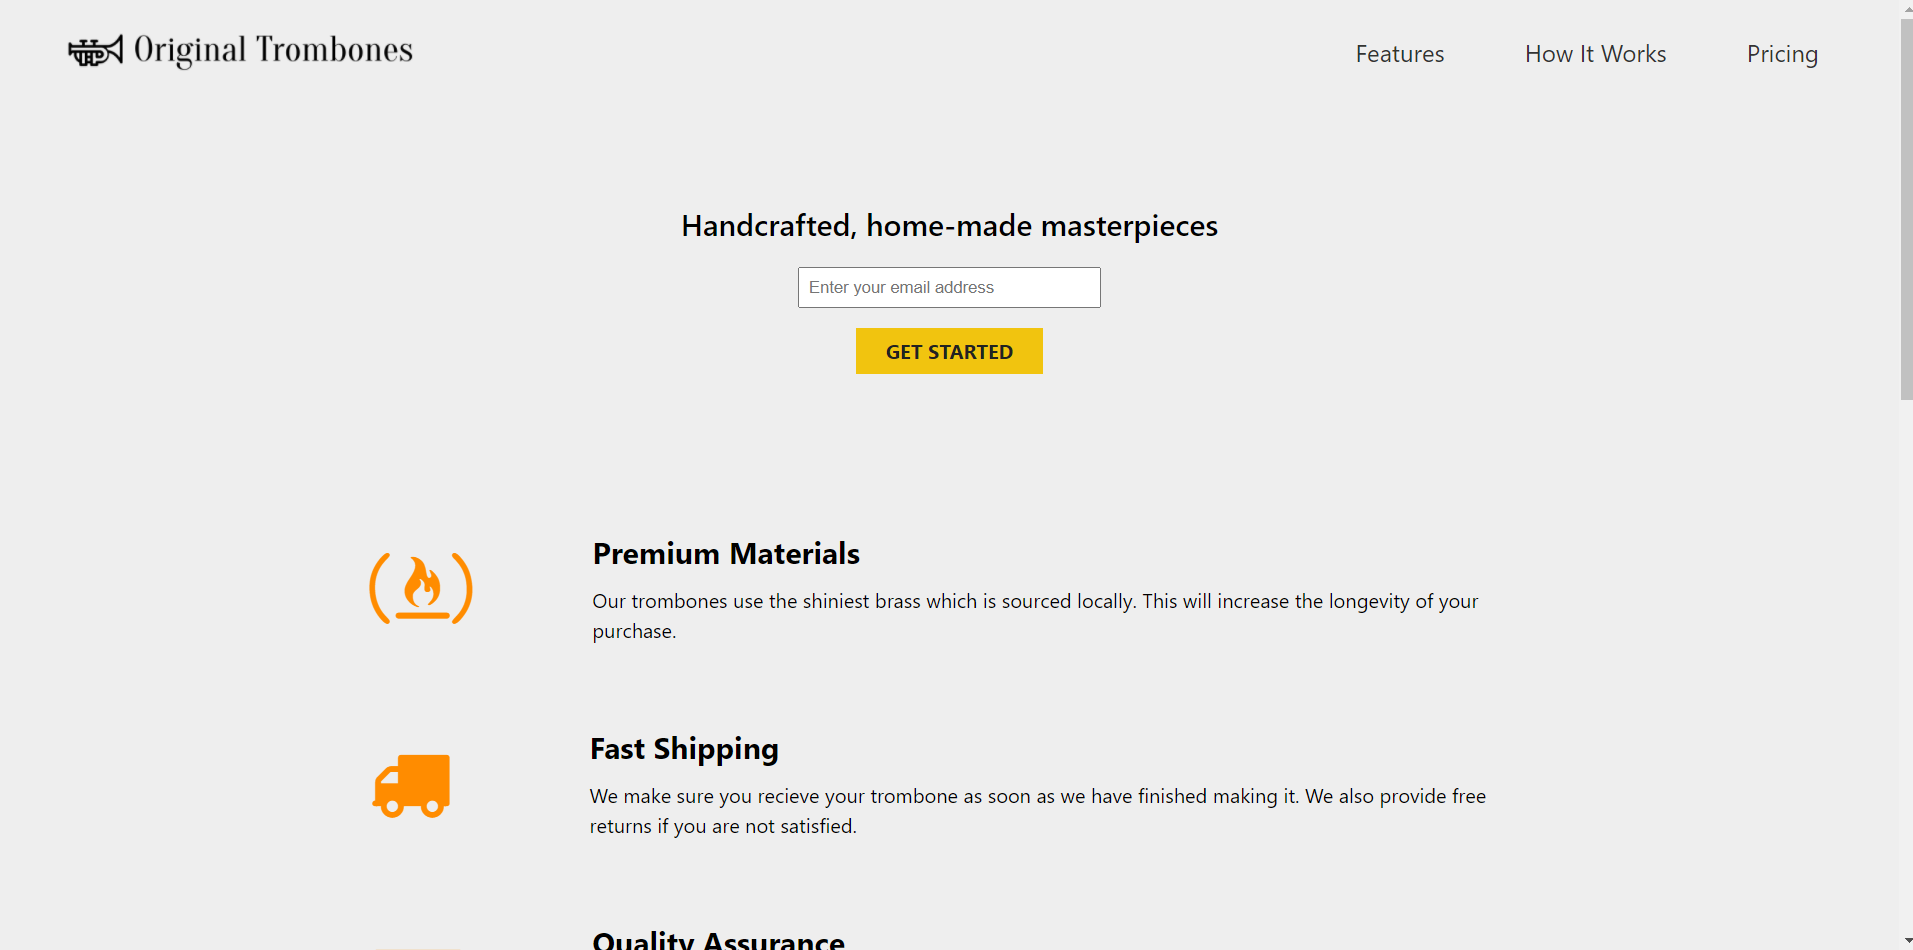 Original Trombones
Features
How It Works
Pricing
Handcrafted, home-made masterpieces
Enter your email address
GET STARTED
Premium Materials
Our trombones use the shiniest brass which is sourced locally. This will increase the longevity of your
purchase.
Fast Shipping
We make sure you recieve your trombone as soon as we have finished making it. We also provide free
returns if you are not satisfied.
Quality Assurance